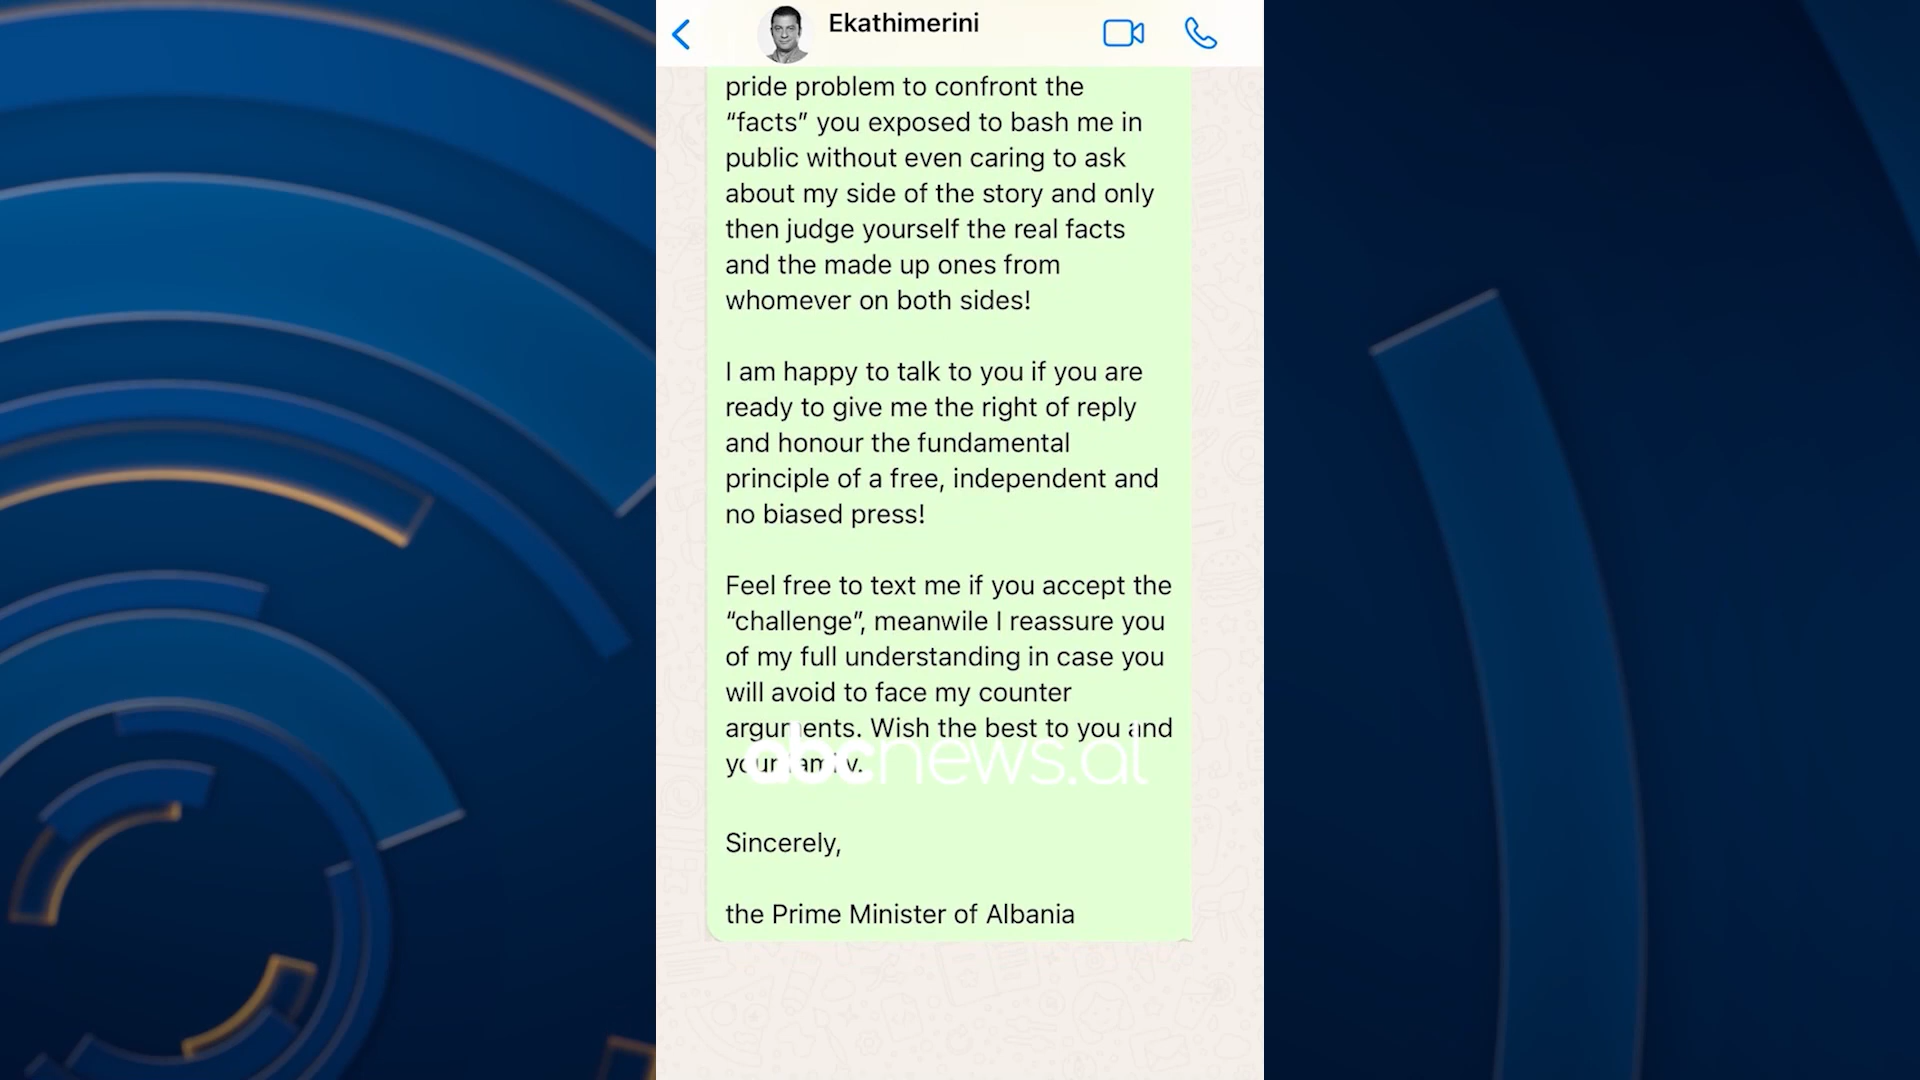 Ekathimerini
pride problem to confront the
“facts” you exposed to bash me in
public without even caring to ask
about my side of the story and only
then judge yourself the real facts
and the made up ones from
whomever on both sides!
I am happy to talk to you if you are
ready to give me the right of reply
and honour the fundamental
principle of a free, independent and
no biased press!
Feel free to text me if you accept the
“challenge”, meanwile I reassure you
of my full understanding in case you
will avoid to face my counter
arguments. Wish the best to you and
your family.
abcnews.al
Sincerely,
the Prime Minister of Albania